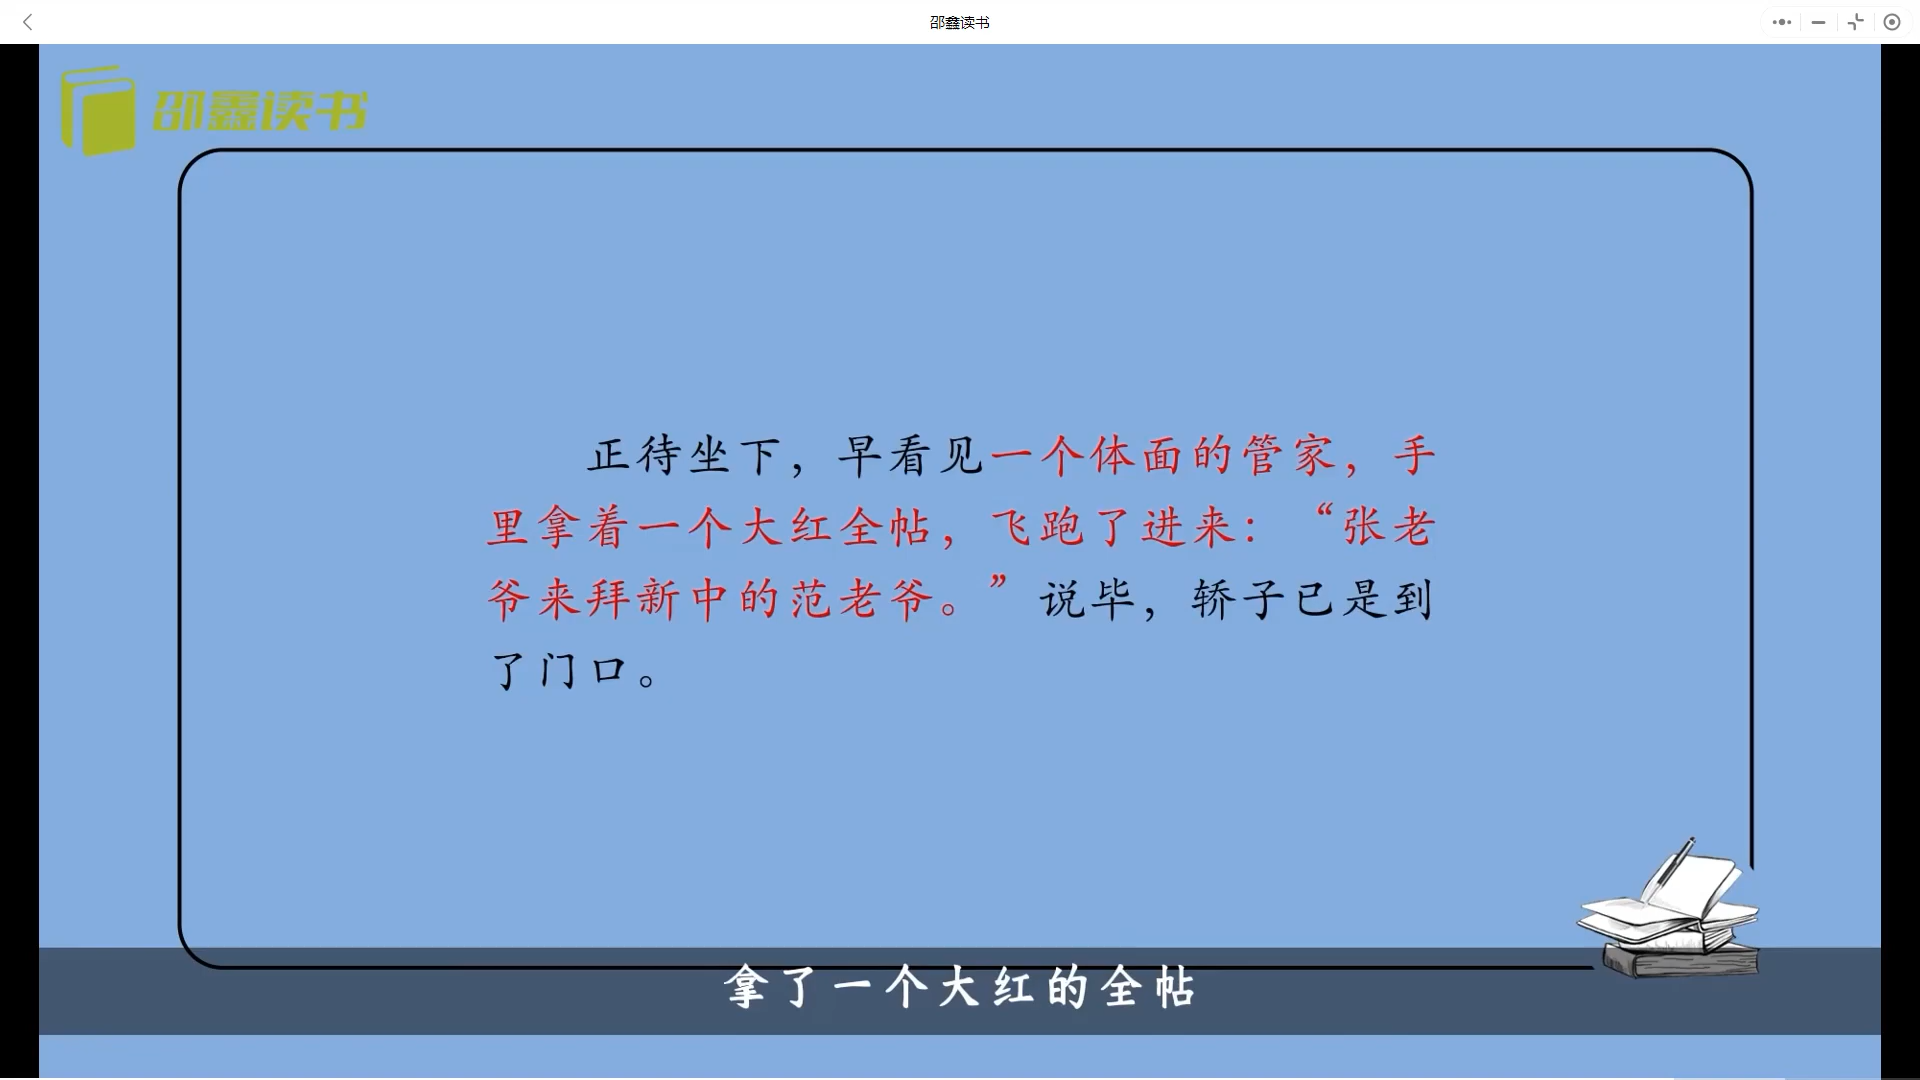 邵鑫读书
邵鑫读书
正待坐下，早看见一个体面的管家，手
里拿着一个大红全帖，飞跑了进来：“张老
爷来拜新中的范老爷。”说毕，轿子已是到
了门口。
拿了一个大红的全帖